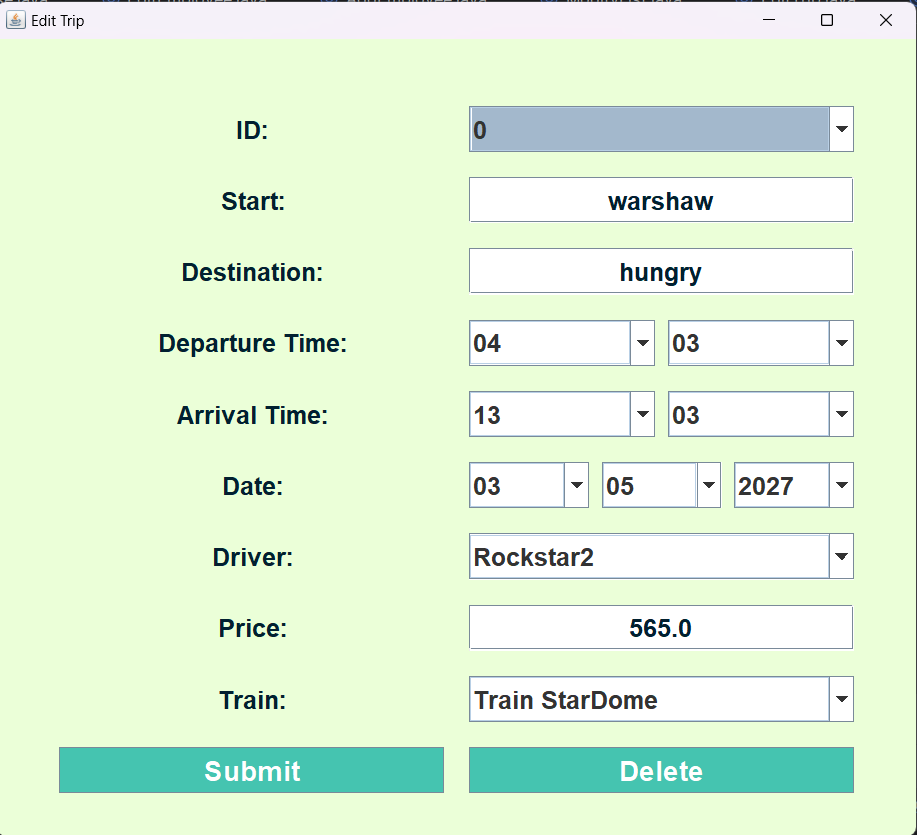 Edit Trip
ID: 0
Start: warshaw
Destination: hungry
Departure Time: 04 03
Arrival Time: 13 03
Date: 03 05 2027
Driver: Rockstar2
Price: 565.0
Train: Train StarDome
Submit Delete